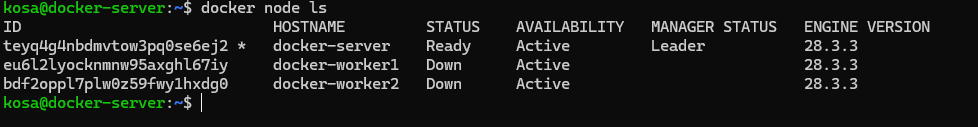 kosa@docker-server:~$ docker node ls
ID HOSTNAME STATUS AVAILABILITY MANAGER STATUS ENGINE VERSION
teyq4g4nbdmvtow3pq0se6ej2 * docker-server Ready Active Leader 28.3.3
eu6l2lyocknmnw95axghl67iy docker-worker1 Down Active 28.3.3
bdf2oppl7plw0z59fwy1hxdg0 docker-worker2 Down Active 28.3.3
kosa@docker-server:~$